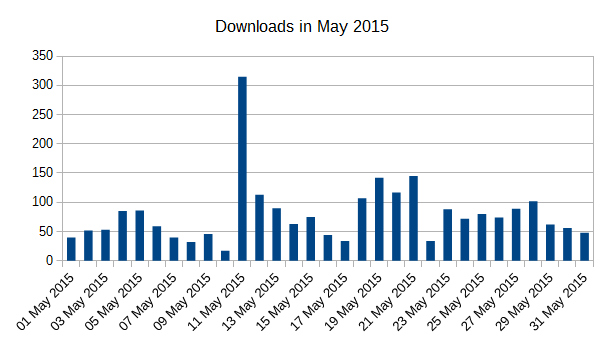 Downloads in May 2015
350
300
250
200
150
100
50
0
01 May 2015
03 May 2015
05 May 2015
07 May 2015
09 May 2015
11 May 2015
13 May 2015
15 May 2015
17 May 2015
19 May 2015
21 May 2015
23 May 2015
25 May 2015
27 May 2015
29 May 2015
31 May 2015